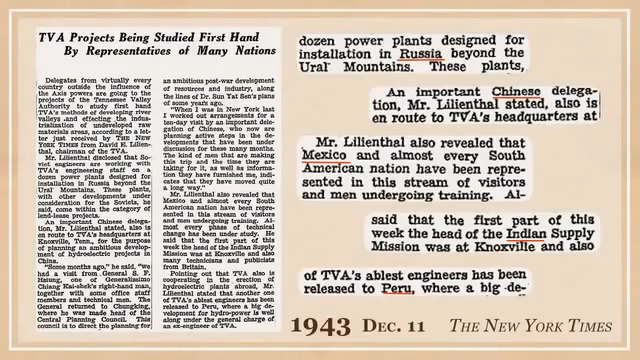 TVA Projects Being Studied First Hand
By Representatives of Many Nations
Delegates from virtually every
country outside the influence of
the Axis powers are going to the
projects of the Tennessee Valley
Authority to study first hand
TVA's methods of developing river
valleys and effecting the indus-
trialization of undeveloped raw
materials areas, according to a let-
ter just received by THE NEW
YORK TIMES from David E. Lilien-
thal, chairman of the TVA.
Mr. Lilienthal disclosed that So-
viet engineers are working with
TVA's engineering staff on a
dozen power plants designed for
installation in Russia beyond the
Ural Mountains. These plants,
with other developments under
consideration for the Soviets, he
said, come within the category of
lend-lease projects.
An important Chinese delega-
tion, Mr. Lilienthal stated, also is
en route to TVA's headquarters at
Knoxville, Tenn., for the purpose
of planning an ambitious develop-
ment of hydroelectric projects in
China.
"Some months ago," he said, "we
had a visit from General S. F.
Hsiung, one of Generalissimo
Chiang Kai-shek's right-hand man,
together with some office staff
members and technical men. The
General returned to Chungking,
where he was made head of the
Central Planning Council. This
council is to direct the planning for
an ambitious post-war development
of resources and industry, along
the lines of Dr. Sun Yat Sen's plans
of some years ago.
"When I was in New York last
I worked out arrangements for a
ten-day visit by an important dele-
gation of Chinese, who now are
planning active steps in the de-
velopments that have been under
discussion for these many months.
The kind of men that are making
this trip and the time they are
taking for it, as well as informa-
tion they have furnished me, indi-
cates that they have moved quite
a long way."
Mr. Lilienthal also revealed that
Mexico and almost every South
American nation have been repre-
sented in this stream of visitors
and men undergoing training. Al-
most every phase of technical
change has been under study. He
said that the first part of this
week the head of the Indian Supply
Mission was at Knoxville and also
many technicians and publicists
from Britain.
Pointing out that TVA also is
cooperating in the erection of
hydroelectric plants abroad, Mr.
Lilienthal stated that another one
of TVA's ablest engineers has been
released to Peru, where a big de-
velopment for hydro-power is well
along under the general charge of
an ex-engineer of TVA.
dozen power plants designed for
installation in Russia beyond the
Ural Mountains. These plants,
An important Chinese delega-
tion, Mr. Lilienthal stated, also is
en route to TVA's headquarters at
Mr. Lilienthal also revealed that
Mexico and almost every South
American nation have been repre-
sented in this stream of visitors
and men undergoing training. Al-
said that the first part of this
week the head of the Indian Supply
Mission was at Knoxville and also
of TVA's ablest engineers has been
released to Peru, where a big de-
1943 DEC. 11 THE NEW YORK TIMES